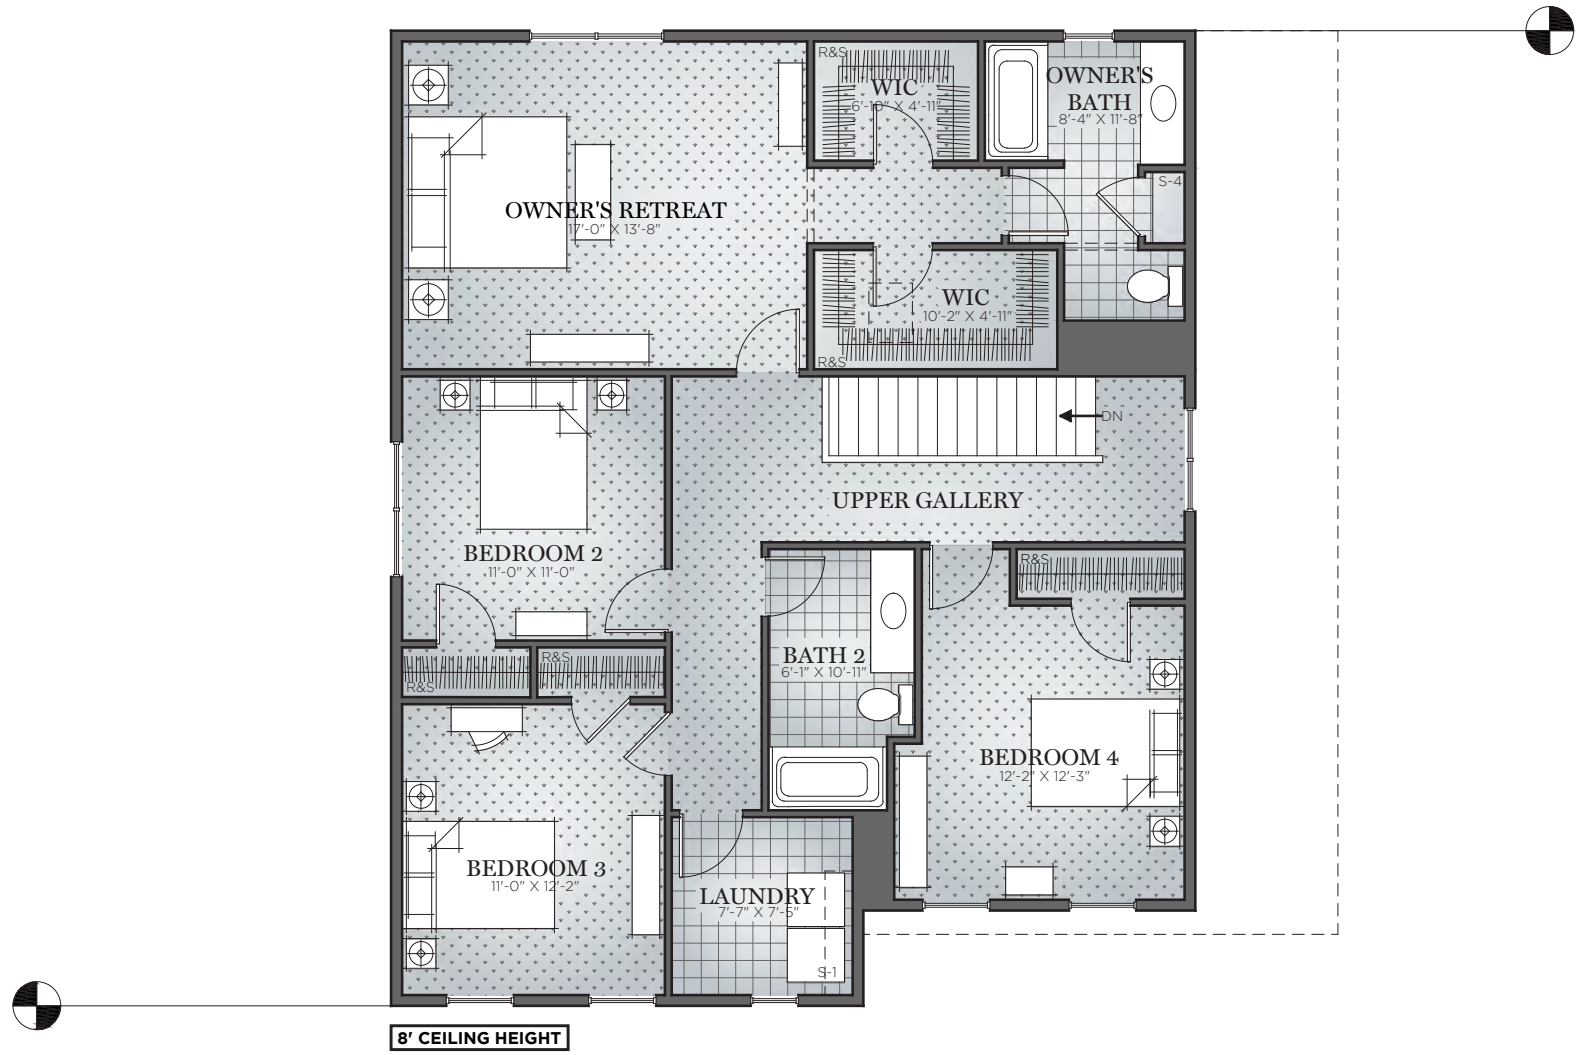 R&S
WIC
6'-10" X 4'-11"
OWNER'S
BATH
8'-4" X 11'-8"
S-4
OWNER'S RETREAT
17'-0" X 13'-8"
WIC
10'-2" X 4'-11"
R&S
DN
UPPER GALLERY
BEDROOM 2
11'-0" X 11'-0"
R&S
R&S
R&S
BATH 2
6'-1" X 10'-11"
BEDROOM 4
12'-2" X 12'-3"
BEDROOM 3
11'-0" X 12'-2"
LAUNDRY
7'-7" X 7'-5"
S-1
8' CEILING HEIGHT